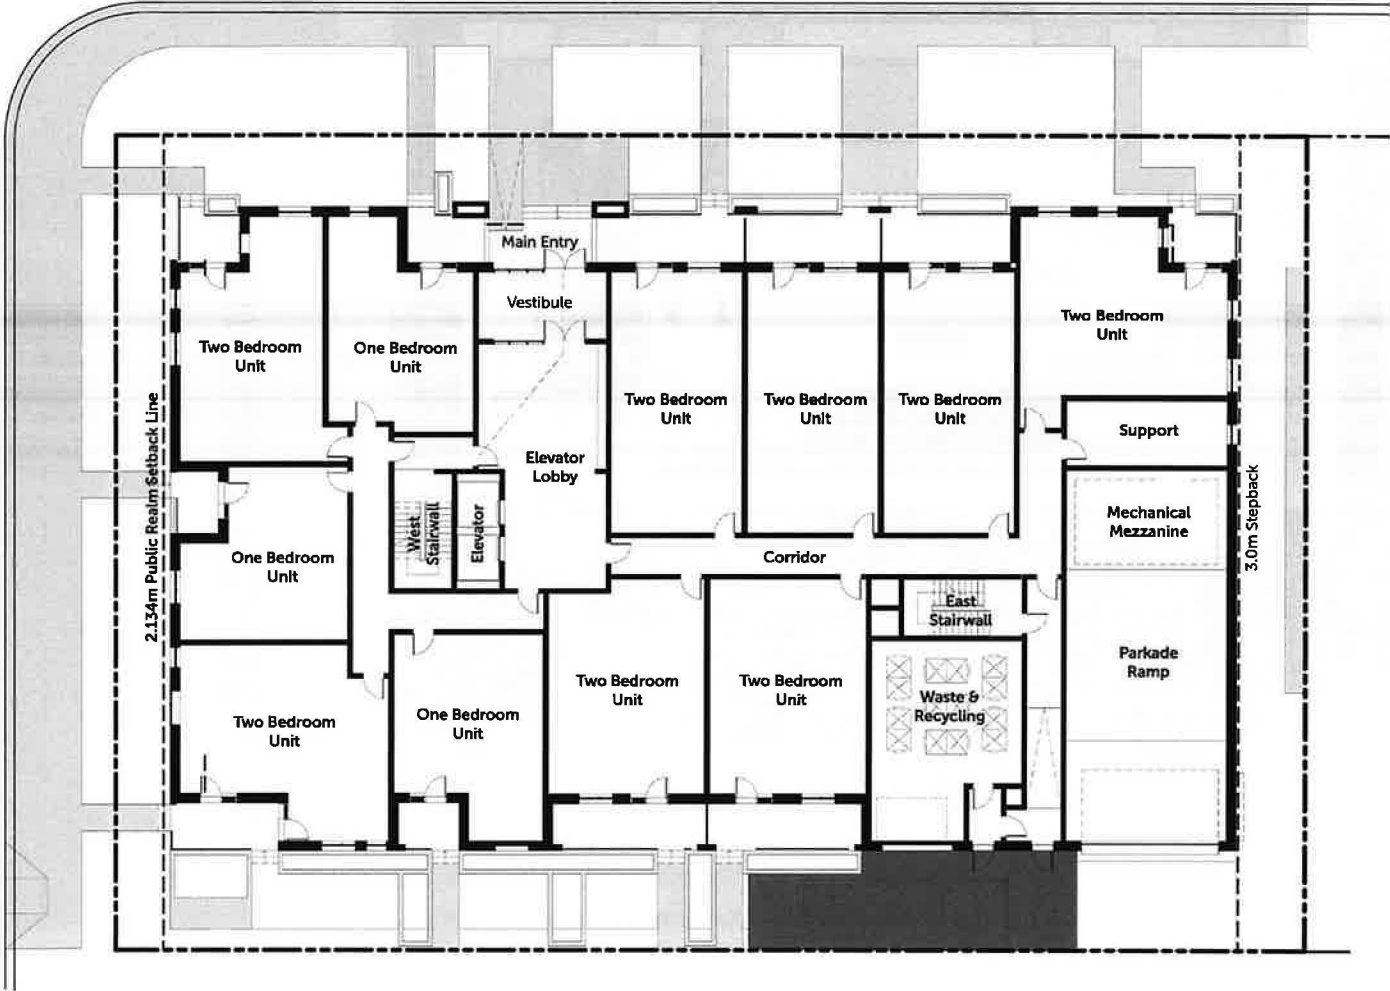 Main Entry
Vestibule
Two Bedroom
Unit
One Bedroom
Unit
Two Bedroom
Unit
Two Bedroom
Unit
Two Bedroom
Unit
Two Bedroom
Unit
Support
Elevator
Lobby
2.134m Public Realm Setback Line
West
Stairwall
Elevator
Mechanical
Mezzanine
3.0m Stepback
One Bedroom
Unit
Corridor
East
Stairwall
Parkade
Ramp
Two Bedroom
Unit
One Bedroom
Unit
Two Bedroom
Unit
Two Bedroom
Unit
Waste &
Recycling